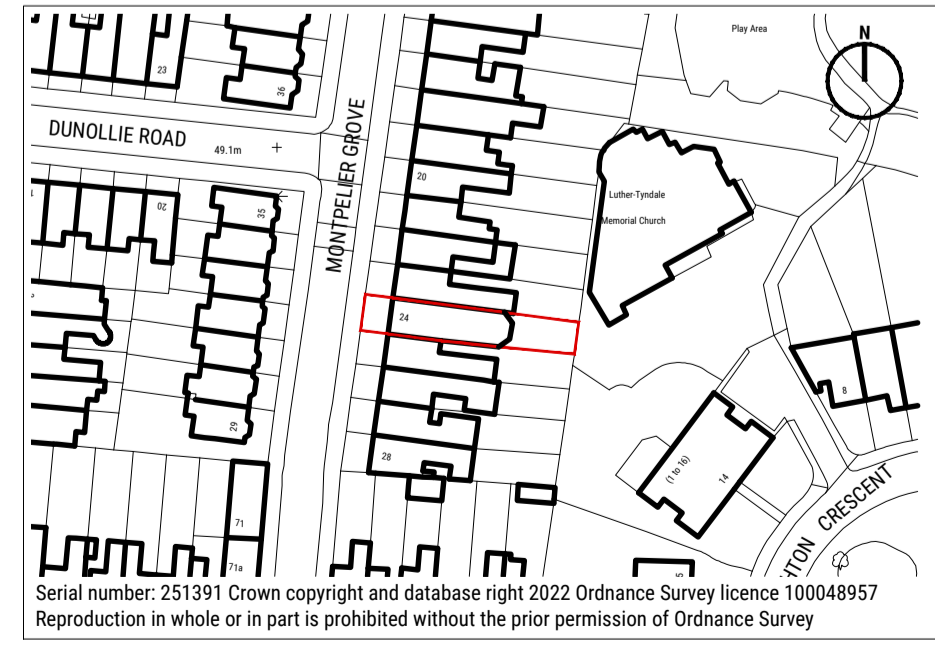 Play Area
N
23
36
DUNOLLIE ROAD
49.1m
MONTPELIER GROVE
20
20
35
Luther-Tyndale
Memorial Church
24
8
29
28
(1 to 16)
14
71
71a
HTON CRESCENT
Serial number: 251391 Crown copyright and database right 2022 Ordnance Survey licence 100048957
Reproduction in whole or in part is prohibited without the prior permission of Ordnance Survey